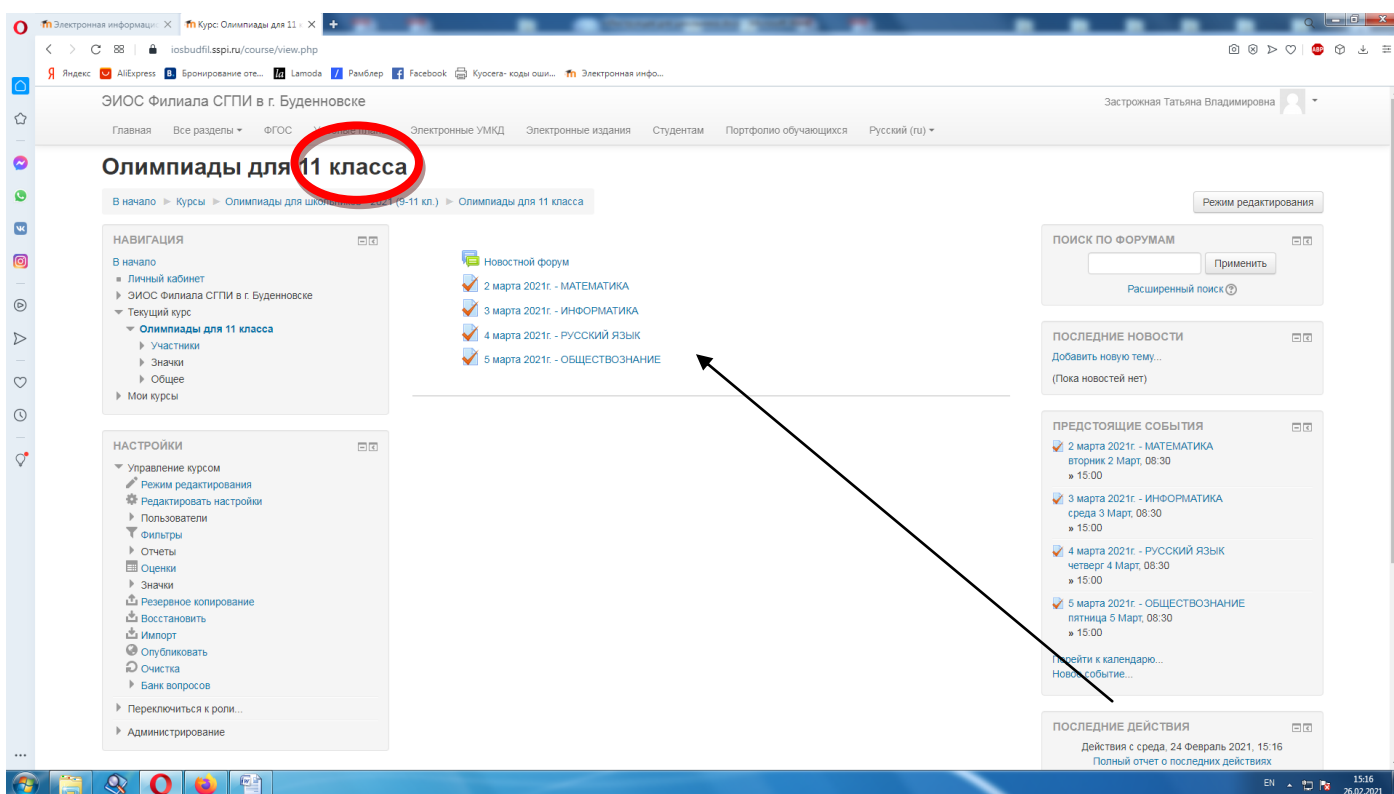 Электронная информацис
Курс: Олимпиады для 11 к
iosbudfil.sspi.ru/course/view.php
ABP
Яндекс
AliExpress
Бронирование оте...
la Lamoda
Рамблер
Facebook
Kyocera- коды оши...
Электронная инфо...
ЭИОС Филиала СГПИ в г. Буденновске
Застрожная Татьяна Владимировна
Главная Все разделы ФГОС Электронные УМКД Электронные издания Студентам Портфолио обучающихся Русский (ru)
Олимпиады для 11 класса
В начало Курсы Олимпиады для школьников - 2021 (9-11 кл.) Олимпиады для 11 класса
Режим редактирования
НАВИГАЦИЯ
В начало
Личный кабинет
ЭИОС Филиала СГПИ в г. Буденновске
Текущий курс
Олимпиады для 11 класса
Участники
Значки
Общее
Мои курсы
НАСТРОЙКИ
Управление курсом
Режим редактирования
Редактировать настройки
Пользователи
Фильтры
Отчеты
Оценки
Значки
Резервное копирование
Восстановить
Импорт
Опубликовать
Очистка
Банк вопросов
Переключиться к роли...
Администрирование
Новостной форум
2 марта 2021г. - МАТЕМАТИКА
3 марта 2021г. - ИНФОРМАТИКА
4 марта 2021г. - РУССКИЙ ЯЗЫК
5 марта 2021г. - ОБЩЕСТВОЗНАНИЕ
ПОИСК ПО ФОРУМАМ
Применить
Расширенный поиск
ПОСЛЕДНИЕ НОВОСТИ
Добавить новую тему...
(Пока новостей нет)
ПРЕДСТОЯЩИЕ СОБЫТИЯ
2 марта 2021г. - МАТЕМАТИКА
вторник 2 Март, 08:30
» 15:00
3 марта 2021г. - ИНФОРМАТИКА
среда 3 Март, 08:30
» 15:00
4 марта 2021г. - РУССКИЙ ЯЗЫК
четверг 4 Март, 08:30
» 15:00
5 марта 2021г. - ОБЩЕСТВОЗНАНИЕ
пятница 5 Март, 08:30
» 15:00
Перейти к календарю...
Новое событие...
ПОСЛЕДНИЕ ДЕЙСТВИЯ
Действия с среда, 24 Февраль 2021, 15:16
Полный отчет о последних действиях
EN
15:16
26.02.2021